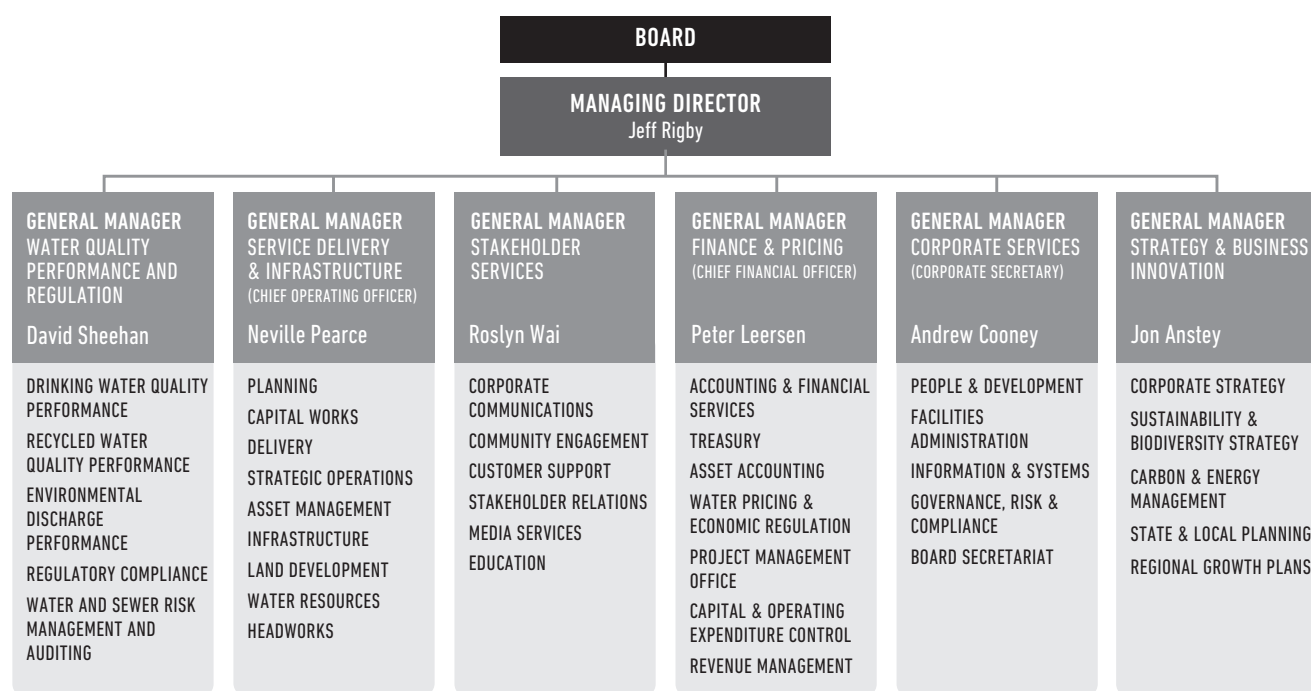 BOARD
MANAGING DIRECTOR
Jeff Rigby
GENERAL MANAGER
WATER QUALITY
PERFORMANCE AND
REGULATION
David Sheehan
DRINKING WATER QUALITY
PERFORMANCE
RECYCLED WATER
QUALITY PERFORMANCE
ENVIRONMENTAL
DISCHARGE
PERFORMANCE
REGULATORY COMPLIANCE
WATER AND SEWER RISK
MANAGEMENT AND
AUDITING
GENERAL MANAGER
SERVICE DELIVERY
& INFRASTRUCTURE
(CHIEF OPERATING OFFICER)
Neville Pearce
PLANNING
CAPITAL WORKS
DELIVERY
STRATEGIC OPERATIONS
ASSET MANAGEMENT
INFRASTRUCTURE
LAND DEVELOPMENT
WATER RESOURCES
HEADWORKS
GENERAL MANAGER
STAKEHOLDER
SERVICES
Roslyn Wai
CORPORATE
COMMUNICATIONS
COMMUNITY ENGAGEMENT
CUSTOMER SUPPORT
STAKEHOLDER RELATIONS
MEDIA SERVICES
EDUCATION
GENERAL MANAGER
FINANCE & PRICING
(CHIEF FINANCIAL OFFICER)
Peter Leersen
ACCOUNTING & FINANCIAL
SERVICES
TREASURY
ASSET ACCOUNTING
WATER PRICING &
ECONOMIC REGULATION
PROJECT MANAGEMENT
OFFICE
CAPITAL & OPERATING
EXPENDITURE CONTROL
REVENUE MANAGEMENT
GENERAL MANAGER
CORPORATE SERVICES
(CORPORATE SECRETARY)
Andrew Cooney
PEOPLE & DEVELOPMENT
FACILITIES
ADMINISTRATION
INFORMATION & SYSTEMS
GOVERNANCE, RISK &
COMPLIANCE
BOARD SECRETARIAT
GENERAL MANAGER
STRATEGY & BUSINESS
INNOVATION
Jon Anstey
CORPORATE STRATEGY
SUSTAINABILITY &
BIODIVERSITY STRATEGY
CARBON & ENERGY
MANAGEMENT
STATE & LOCAL PLANNING
REGIONAL GROWTH PLANS